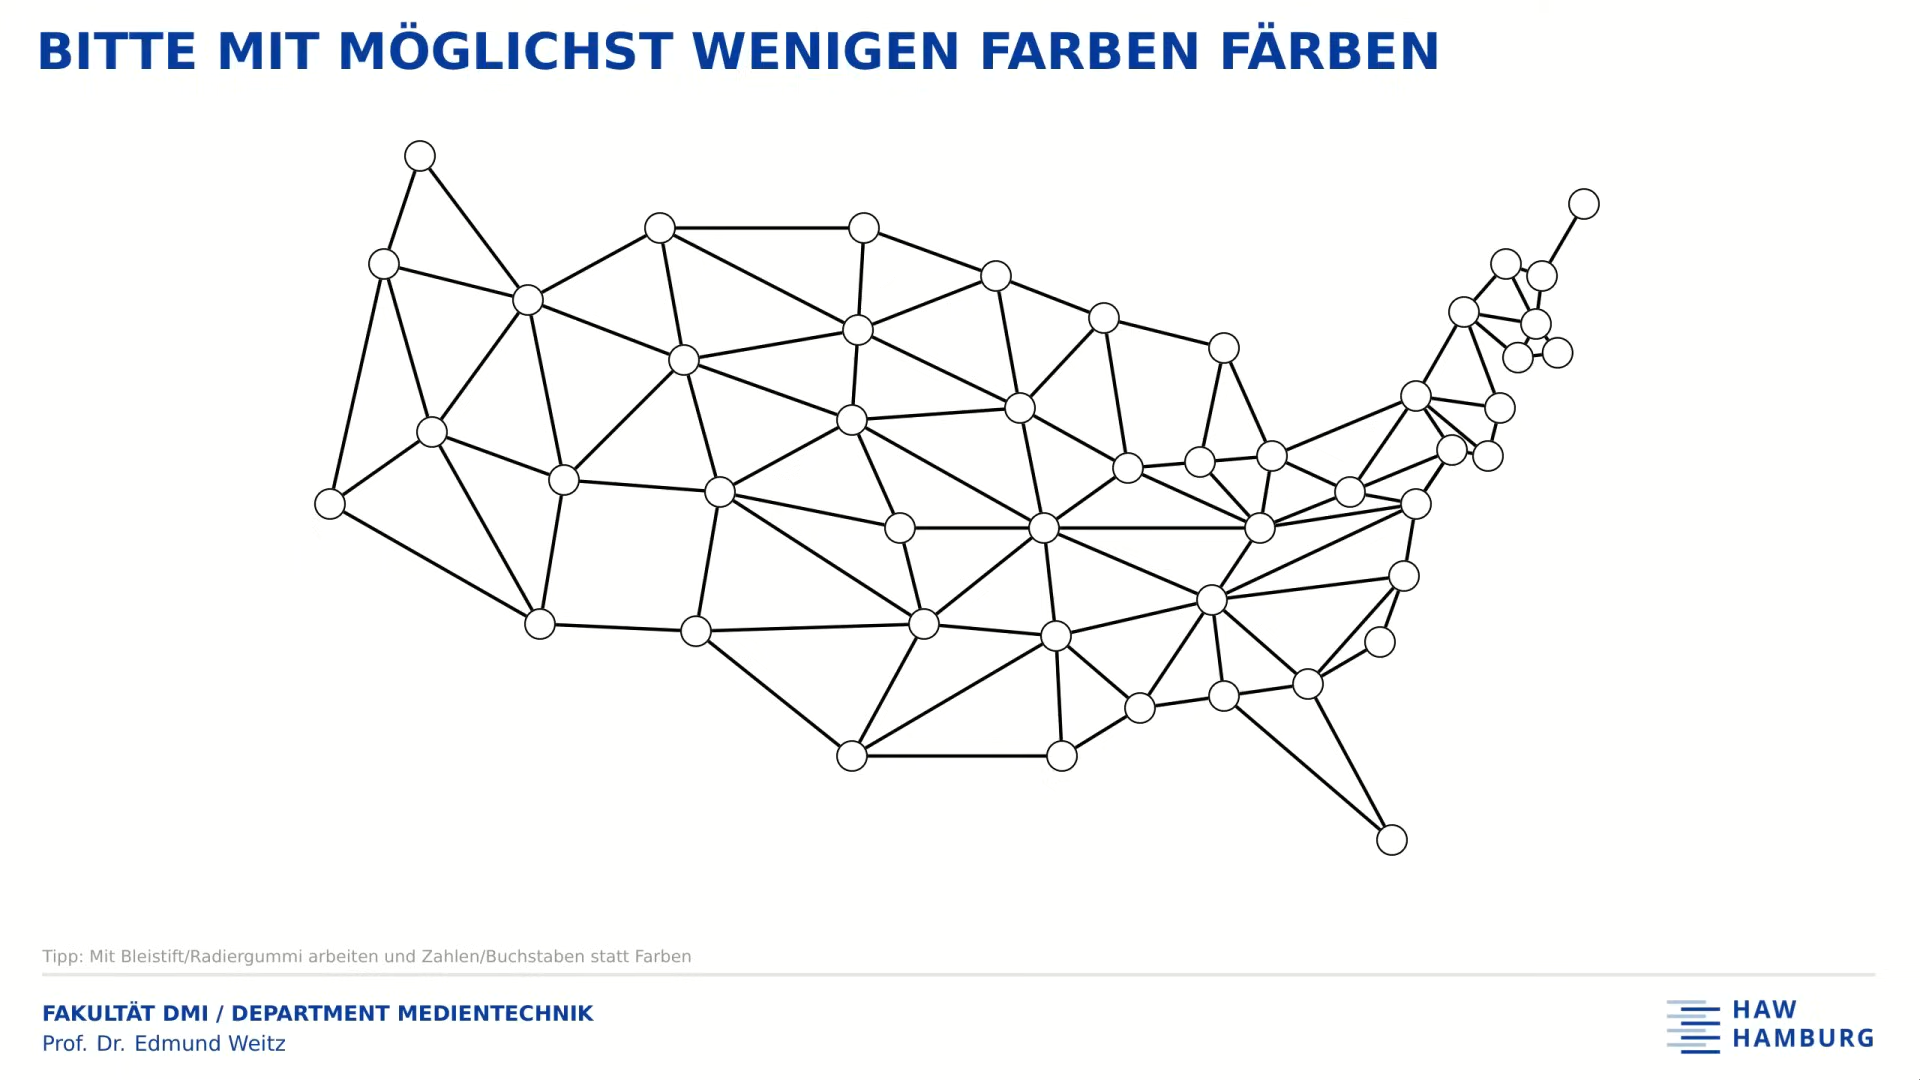 BITTE MIT MÖGLICHST WENIGEN FARBEN FÄRBEN
Tipp: Mit Bleistift/Radiergummi arbeiten und Zahlen/Buchstaben statt Farben
FAKULTÄT DMI / DEPARTMENT MEDIENTECHNIK
Prof. Dr. Edmund Weitz
HAW
HAMBURG